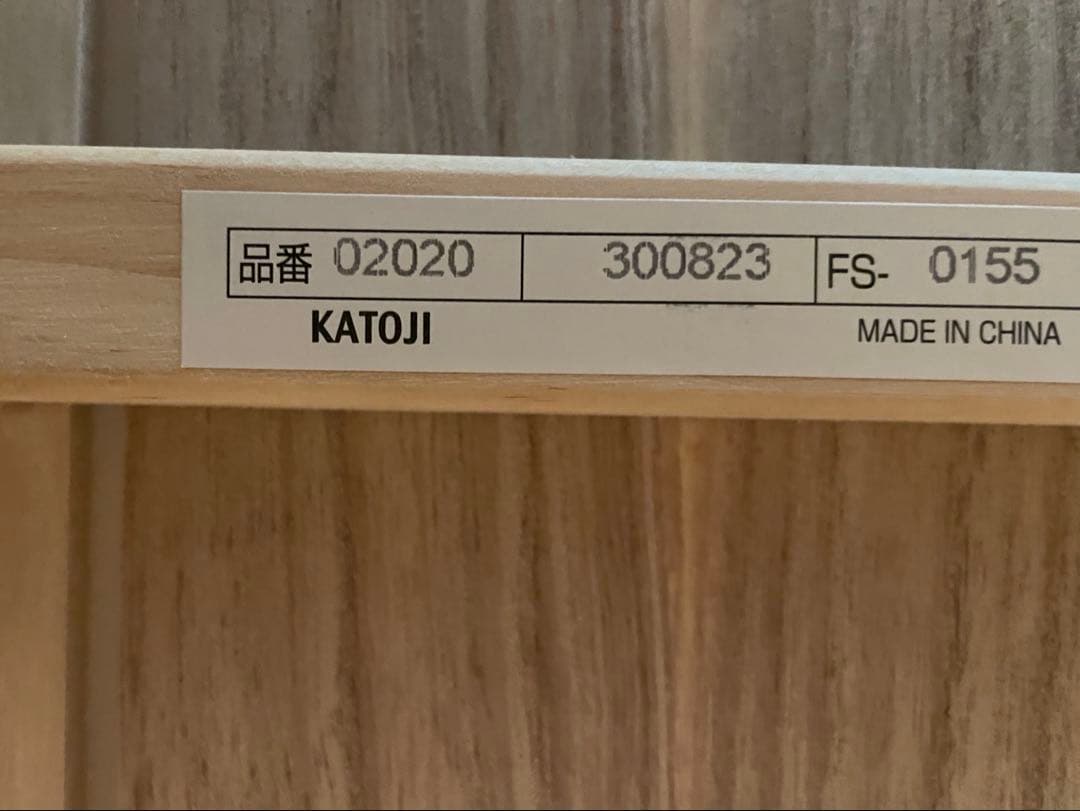 品番 02020 300823 FS- 0155
KATOJI MADE IN CHINA